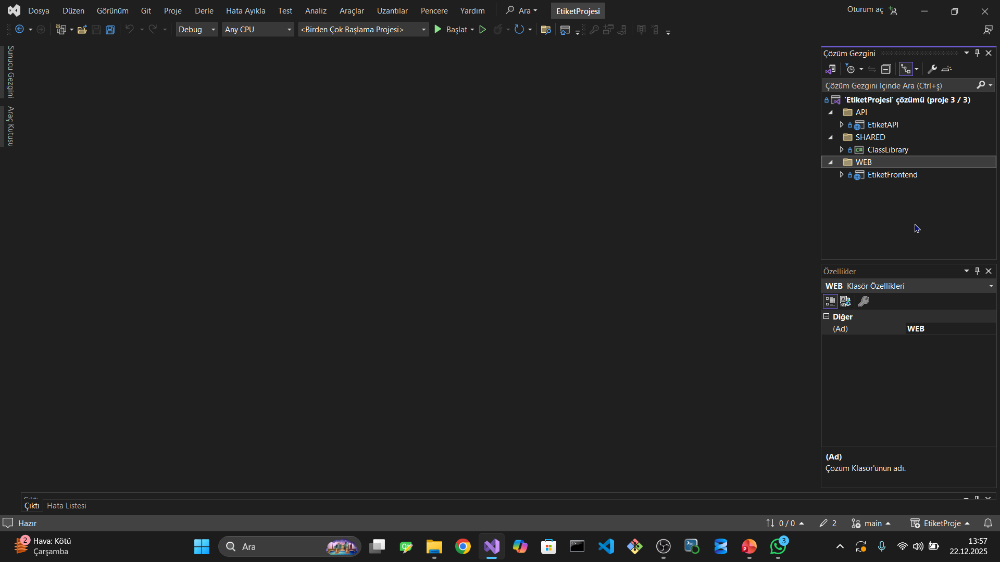 Dosya Düzen Görünüm Git Proje Derle Hata Ayıkla Test Analiz Araçlar Uzantılar Pencere Yardım Ara EtiketProjesi Oturum aç
Debug Any CPU <Birden Çok Başlama Projesi> Başlat
Sunucu Gezgini
Araç Kutusu
Çözüm Gezgini
Çözüm Gezgini İçinde Ara (Ctrl+ş)
'EtiketProjesi' çözümü (proje 3 / 3)
API
EtiketAPI
SHARED
C# ClassLibrary
WEB
EtiketFrontend
Özellikler
WEB Klasör Özellikleri
Diğer
(Ad) WEB
(Ad)
Çözüm Klasör'ünün adı.
Çıktı
Çıktı Hata Listesi
Hazır 0 / 0 2 main EtiketProje
2 Hava: Kötü
Çarşamba
Ara
3
13:57
22.12.2025